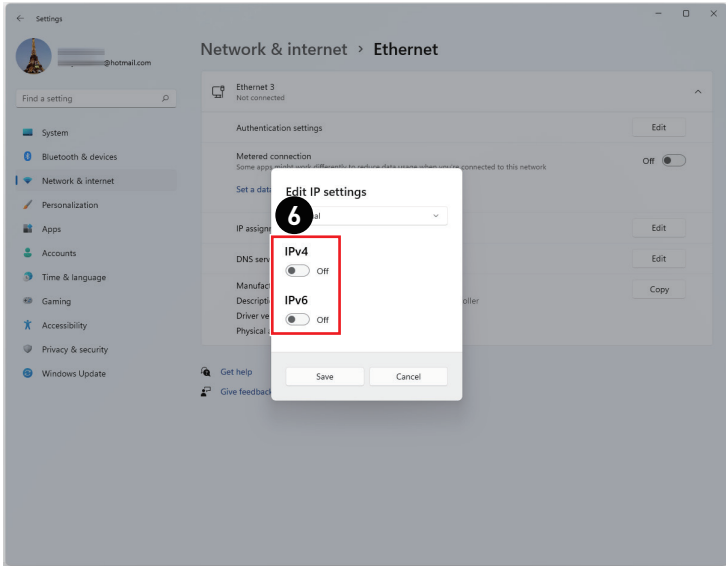 Settings
@hotmail.com
Find a setting
System
Bluetooth & devices
Network & internet
Personalization
Apps
Accounts
Time & language
Gaming
Accessibility
Privacy & security
Windows Update
Network & internet > Ethernet
Ethernet 3
Not connected
Authentication settings
Edit
Metered connection
Some apps might work differently to reduce data usage when you're connected to this network
Off
Set a data
IP assign
Edit
DNS serv
Edit
Manufac
Copy
Descripti
oller
Driver ve
Physical
Get help
Give feedback
Edit IP settings
6
al
IPv4
Off
IPv6
Off
Save
Cancel